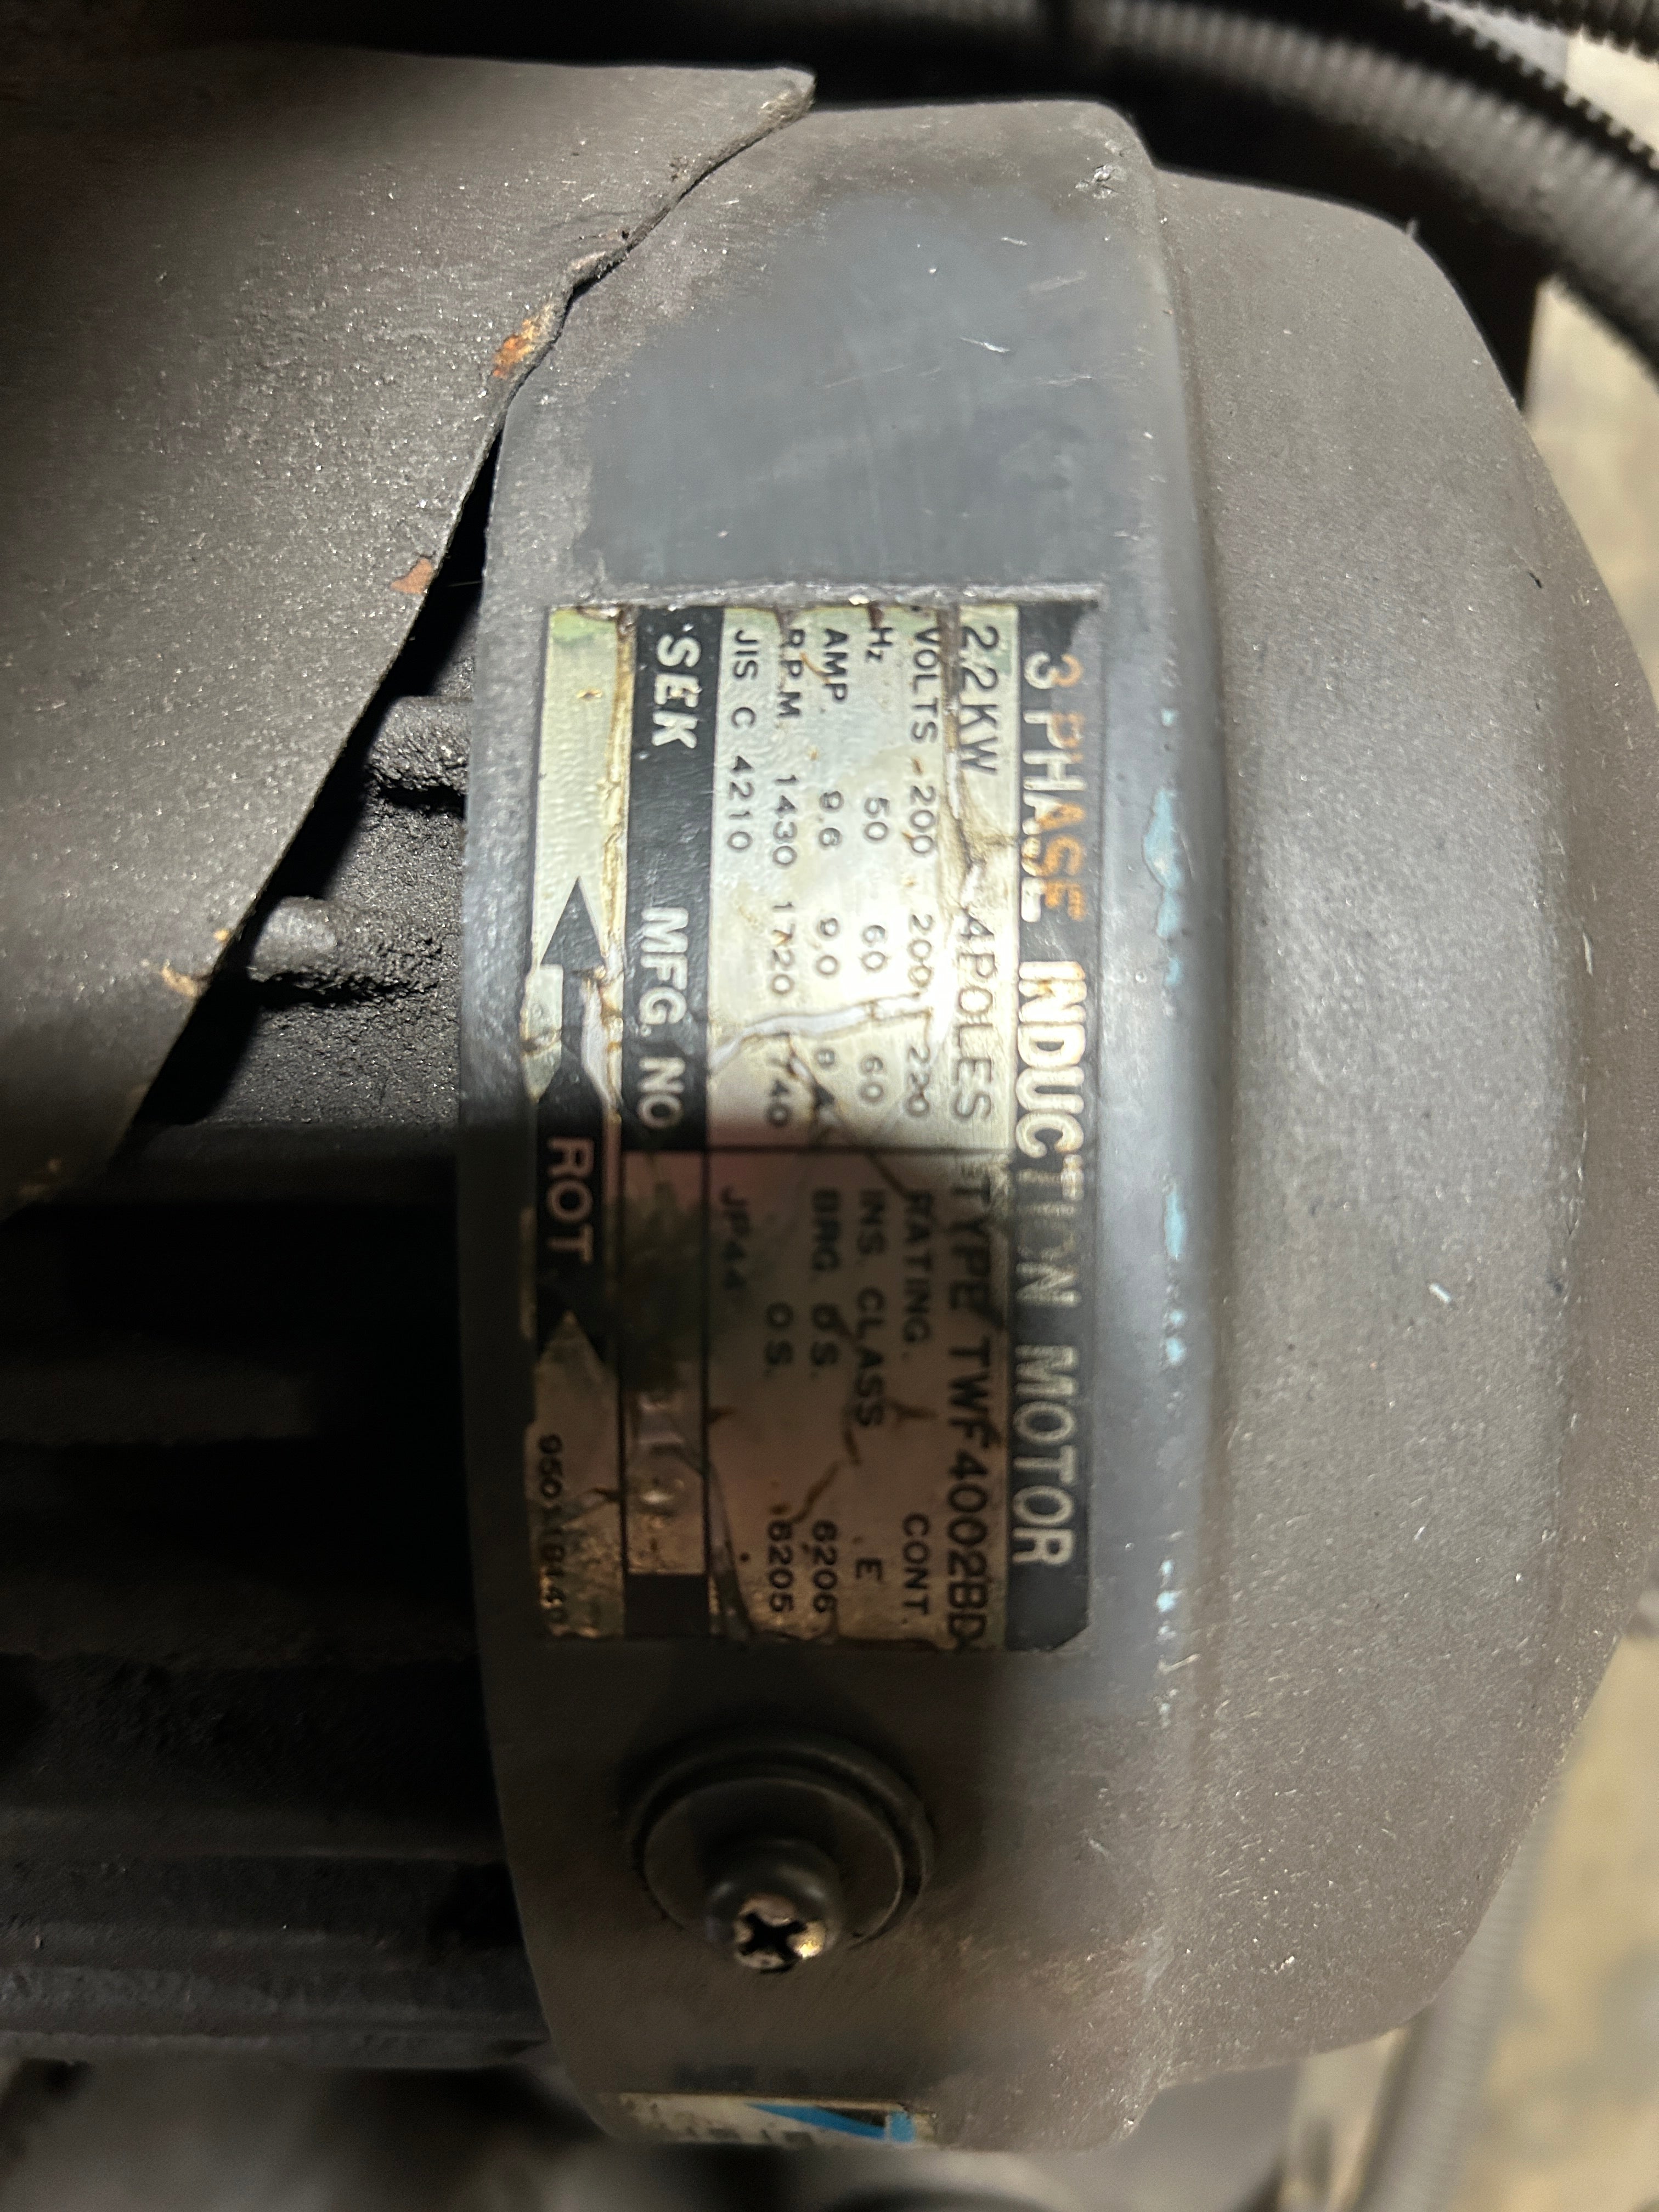 3 PHASE INDUCTION MOTOR
2.2KW 4POLES TYPE TWF4002BD
VOLTS 200 200 220 RATING. CONT.
Hz 50 60 60 INS. CLASS E
AMP. 9.6 9.0 BRG. D.S. 6206
R.P.M. 1430 1720 1740 O.S. 6205
JIS C 4210 JP44
SEK MFG. NO
ROT